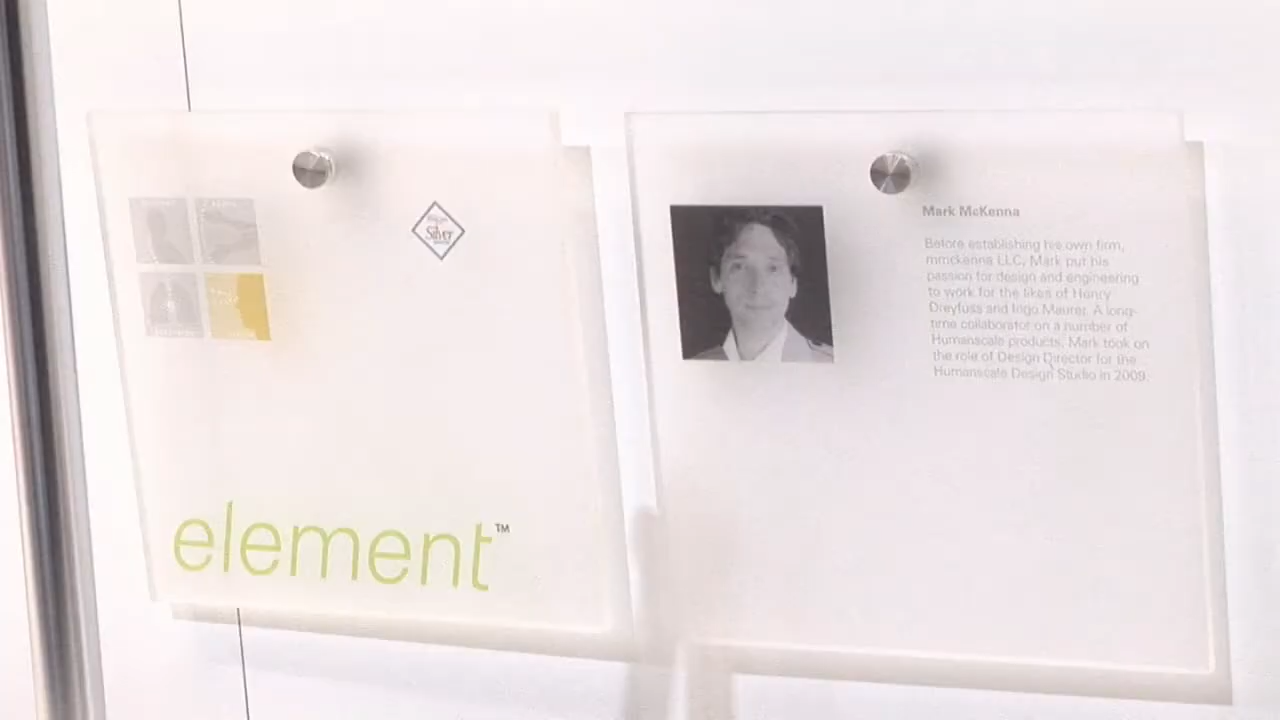 Silver
element™
Mark McKenna
Before establishing his own firm,
mmckenna LLC, Mark put his
passion for design and engineering
to work for the likes of Henry
Dreyfuss and Ingo Maurer. A long-
time collaborator on a number of
Humanscale products, Mark took on
the role of Design Director for the
Humanscale Design Studio in 2009.